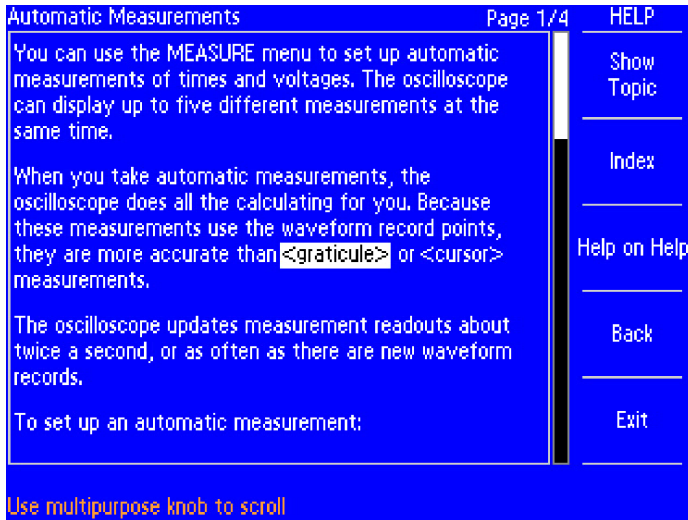 Automatic Measurements Page 1/4
You can use the MEASURE menu to set up automatic
measurements of times and voltages. The oscilloscope
can display up to five different measurements at the
same time.
When you take automatic measurements, the
oscilloscope does all the calculating for you. Because
these measurements use the waveform record points,
they are more accurate than <graticule> or <cursor>
measurements.
The oscilloscope updates measurement readouts about
twice a second, or as often as there are new waveform
records.
To set up an automatic measurement:
HELP
Show
Topic
Index
Help on Help
Back
Exit
Use multipurpose knob to scroll